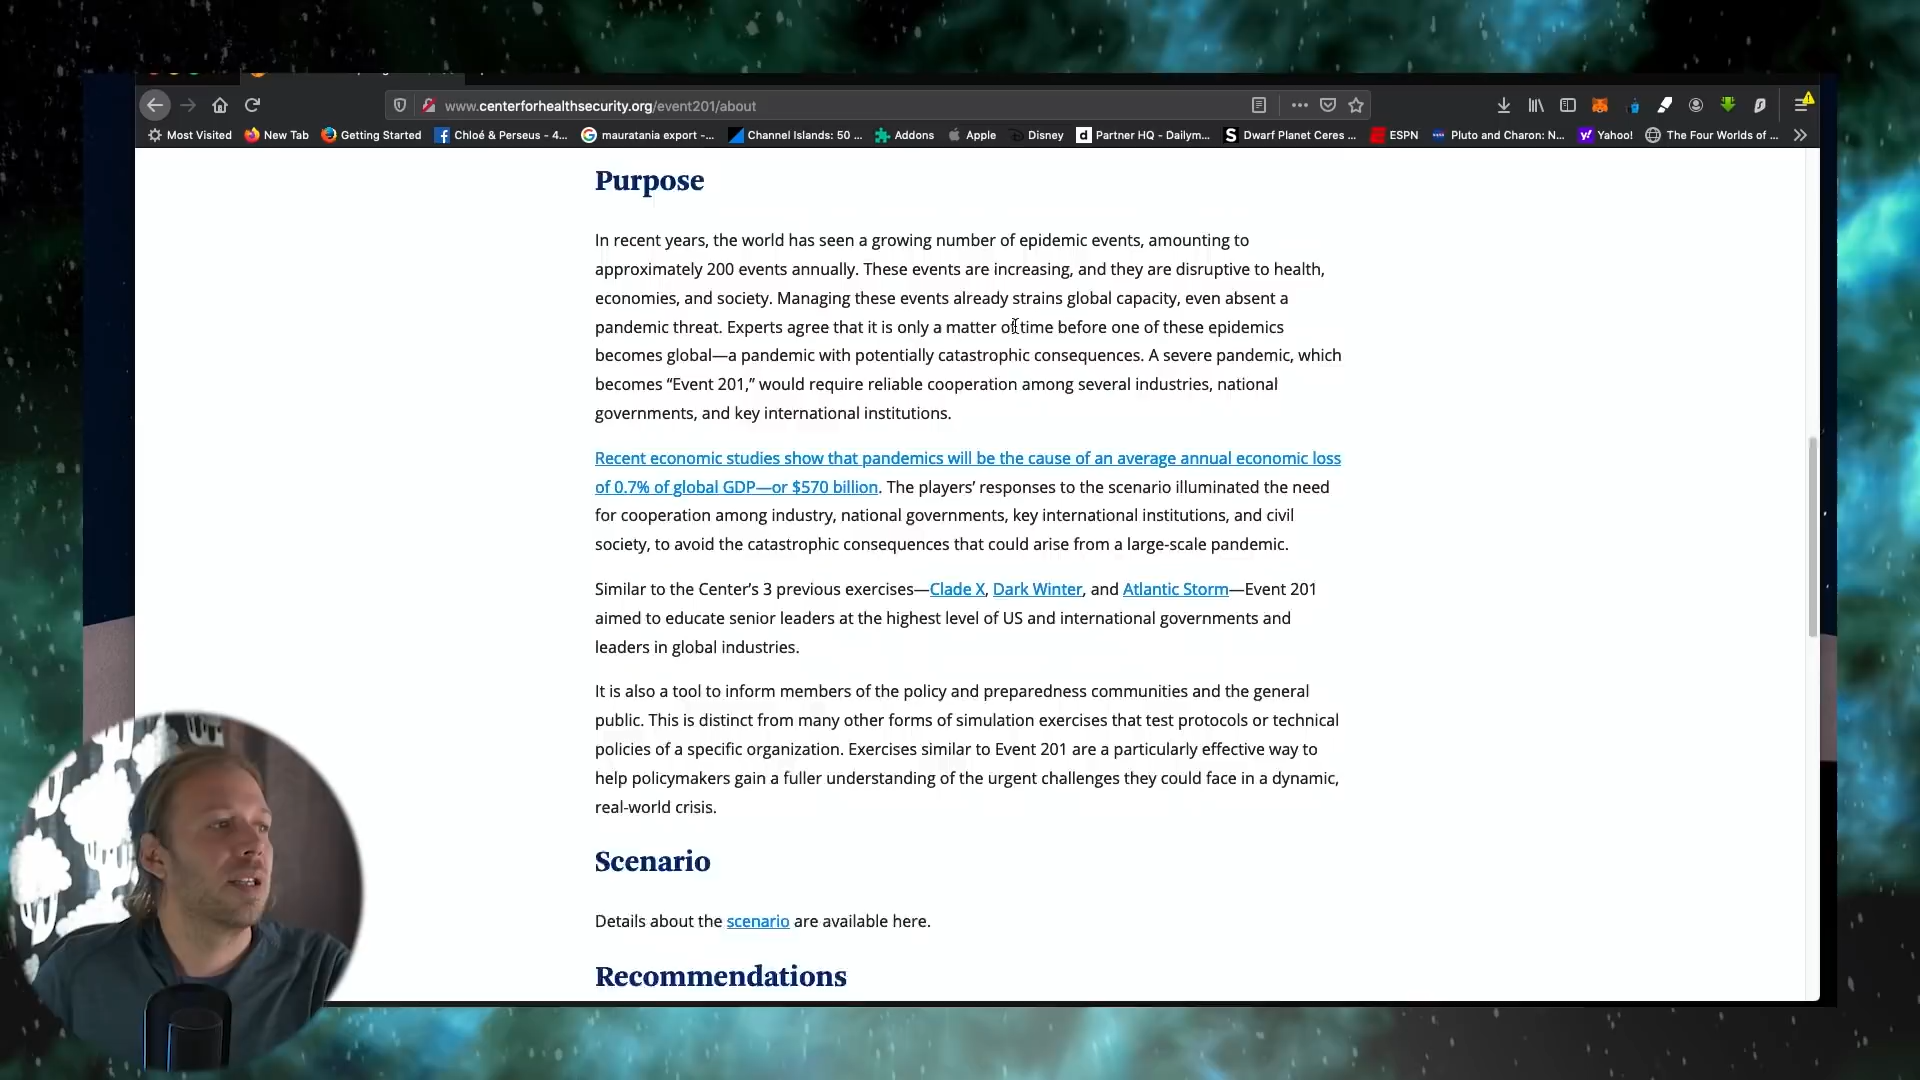 www.centerforhealthsecurity.org/event201/about
Most Visited
New Tab
Getting Started
Chloé & Perseus - 4...
mauratania export -...
Channel Islands: 50 ...
Addons
Apple
Disney
Partner HQ - Dailym...
Dwarf Planet Ceres ...
ESPN
Pluto and Charon: N...
Yahoo!
The Four Worlds of ...
Purpose
In recent years, the world has seen a growing number of epidemic events, amounting to
approximately 200 events annually. These events are increasing, and they are disruptive to health,
economies, and society. Managing these events already strains global capacity, even absent a
pandemic threat. Experts agree that it is only a matter of time before one of these epidemics
becomes global—a pandemic with potentially catastrophic consequences. A severe pandemic, which
becomes “Event 201,” would require reliable cooperation among several industries, national
governments, and key international institutions.
Recent economic studies show that pandemics will be the cause of an average annual economic loss
of 0.7% of global GDP—or $570 billion. The players’ responses to the scenario illuminated the need
for cooperation among industry, national governments, key international institutions, and civil
society, to avoid the catastrophic consequences that could arise from a large-scale pandemic.
Similar to the Center’s 3 previous exercises—Clade X, Dark Winter, and Atlantic Storm—Event 201
aimed to educate senior leaders at the highest level of US and international governments and
leaders in global industries.
It is also a tool to inform members of the policy and preparedness communities and the general
public. This is distinct from many other forms of simulation exercises that test protocols or technical
policies of a specific organization. Exercises similar to Event 201 are a particularly effective way to
help policymakers gain a fuller understanding of the urgent challenges they could face in a dynamic,
real-world crisis.
Scenario
Details about the scenario are available here.
Recommendations